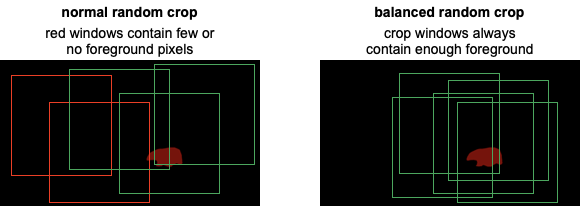 normal random crop
red windows contain few or
no foreground pixels
balanced random crop
crop windows always
contain enough foreground